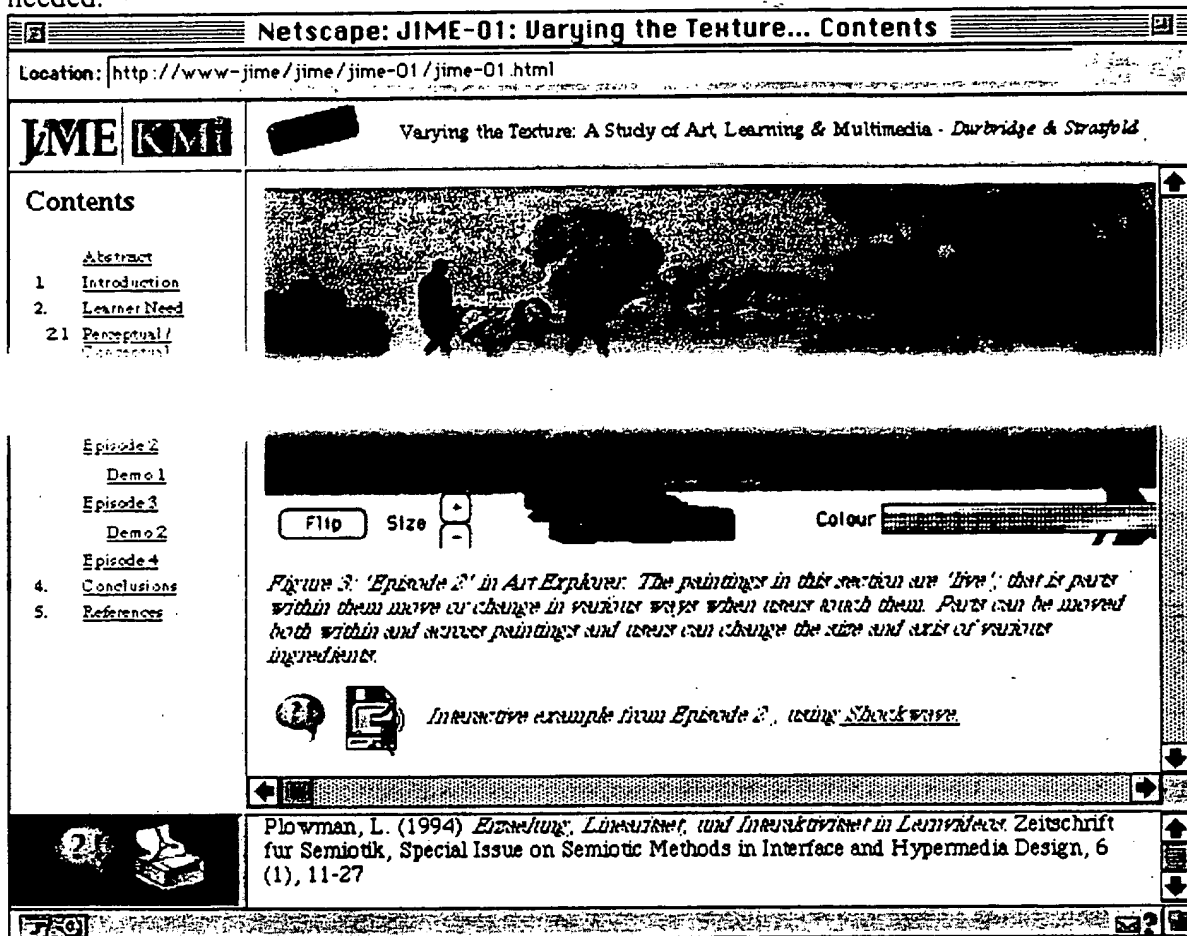 needed.
Netscape: JIME-01: Varying the Texture... Contents
Location: http://www-jime/jime/jime-01/jime-01.html
JIME KMi
Varying the Texture: A Study of Art, Learning & Multimedia - Durbridge & Stratfold
Contents
Abstract
1 Introduction
2. Learner Need
2.1 Perceptual /
Conceptual
Episode 2
Demo 1
Episode 3
Demo 2
Episode 4
4. Conclusions
5. References
Flip Size + - Colour
Figure 3: 'Episode 2' in Art Explorer. The paintings in this section are 'live'; that is parts
within them move or change in various ways when users touch them. Parts can be moved
both within and across paintings and users can change the size and axis of various
ingredients.
Interactive example from Episode 2, using Shockwave.
Plowman, L. (1994) Erzaehlung, Linearitaet, und Interaktivitaet in Lernvideos. Zeitschrift
fur Semiotik, Special Issue on Semiotic Methods in Interface and Hypermedia Design, 6
(1), 11-27